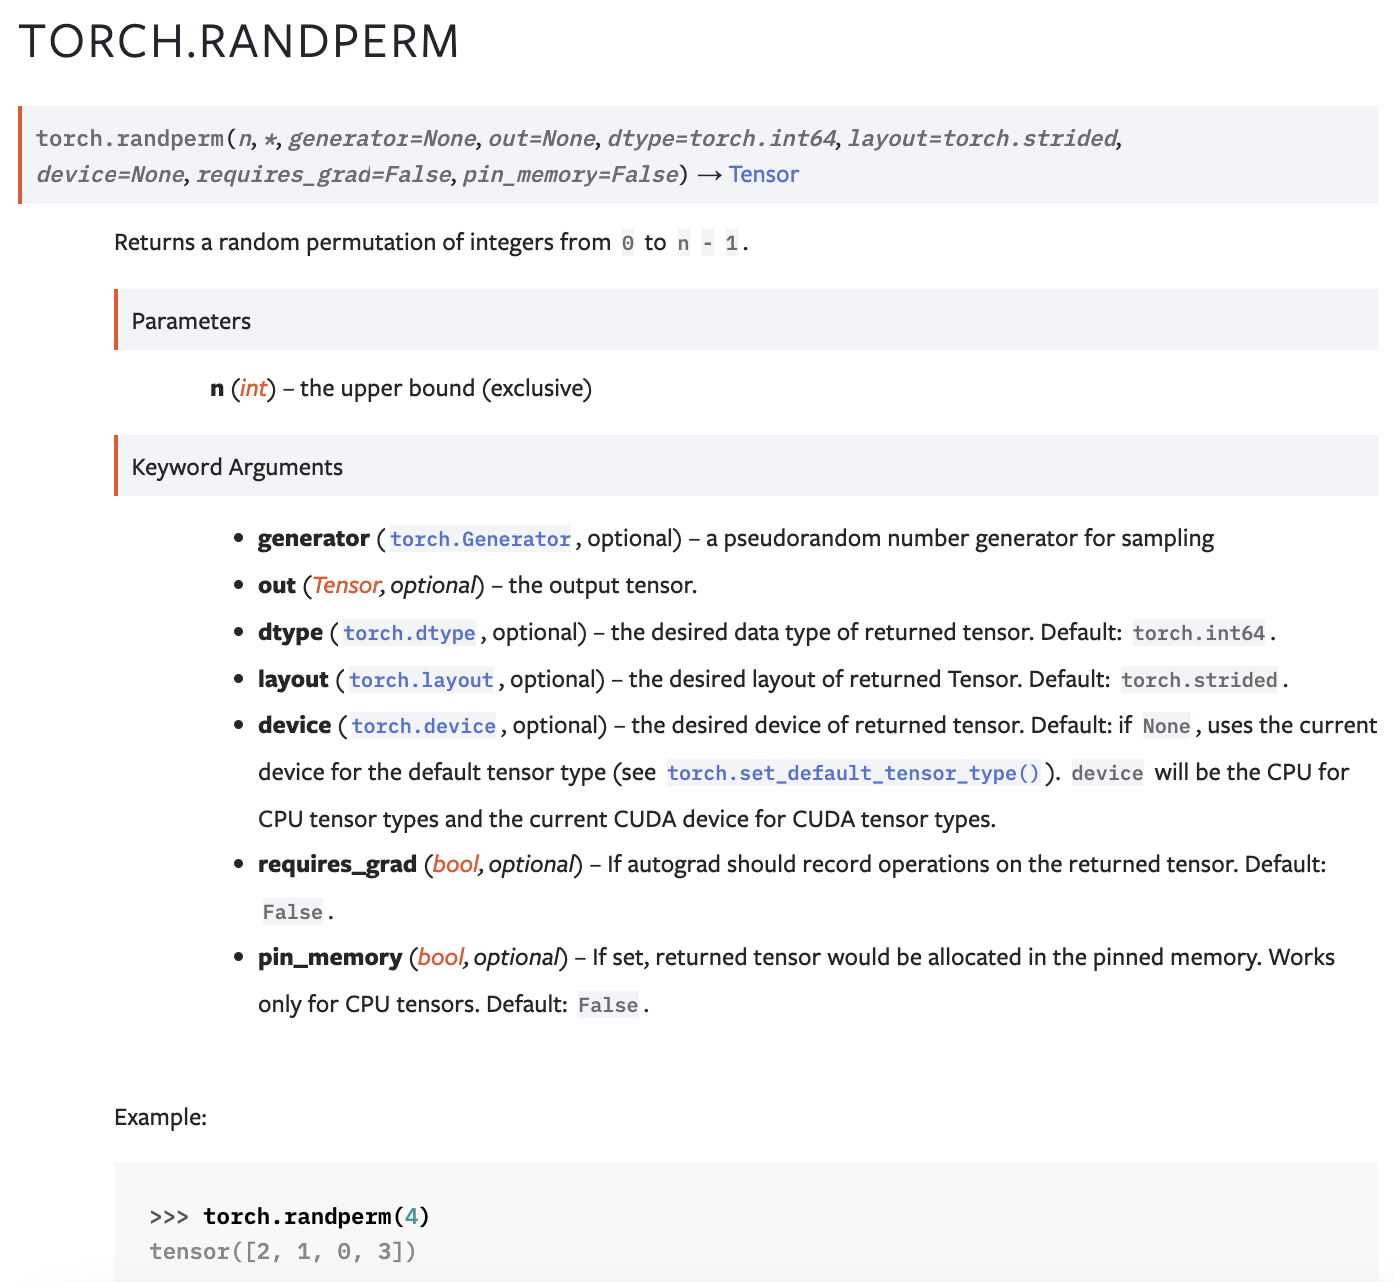 TORCH.RANDPERM
torch.randperm(n, *, generator=None, out=None, dtype=torch.int64, layout=torch.strided,
device=None, requires_grad=False, pin_memory=False) → Tensor
Returns a random permutation of integers from 0 to n - 1.
Parameters
n (int) – the upper bound (exclusive)
Keyword Arguments
• generator (torch.Generator, optional) – a pseudorandom number generator for sampling
• out (Tensor, optional) – the output tensor.
• dtype (torch.dtype, optional) – the desired data type of returned tensor. Default: torch.int64.
• layout (torch.layout, optional) – the desired layout of returned Tensor. Default: torch.strided.
• device (torch.device, optional) – the desired device of returned tensor. Default: if None, uses the current
device for the default tensor type (see torch.set_default_tensor_type()). device will be the CPU for
CPU tensor types and the current CUDA device for CUDA tensor types.
• requires_grad (bool, optional) – If autograd should record operations on the returned tensor. Default:
False.
• pin_memory (bool, optional) – If set, returned tensor would be allocated in the pinned memory. Works
only for CPU tensors. Default: False.
Example:
>>> torch.randperm(4)
tensor([2, 1, 0, 3])